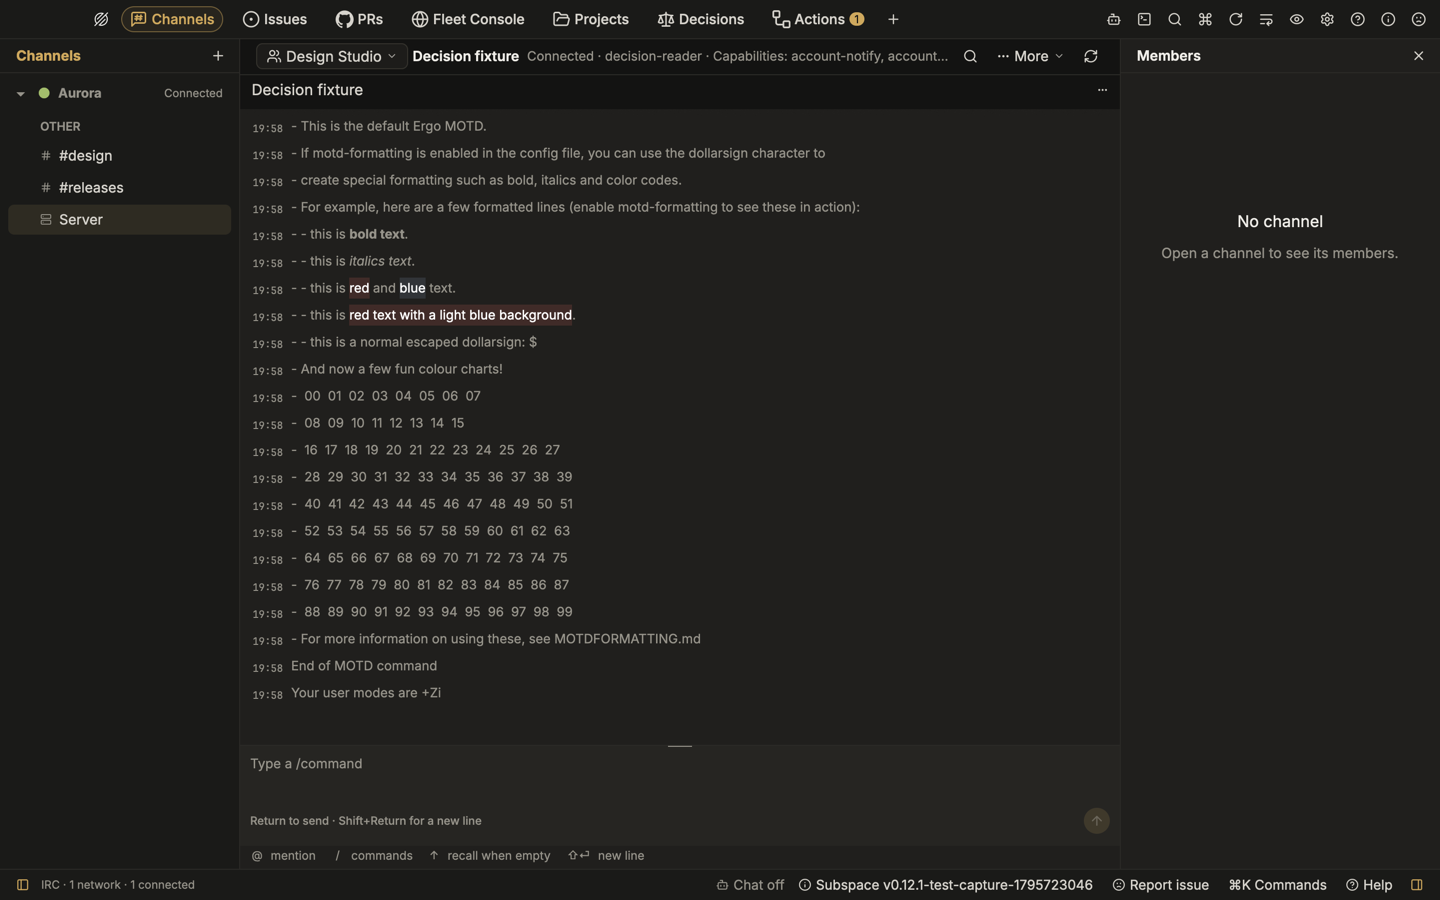 Channels
Issues
PRs
Fleet Console
Projects
Decisions
Actions 1
Channels
Aurora Connected
OTHER
# #design
# #releases
Server
Design Studio
Decision fixture Connected · decision-reader · Capabilities: account-notify, account...
··· More
Decision fixture
19:58 - This is the default Ergo MOTD.
19:58 - If motd-formatting is enabled in the config file, you can use the dollarsign character to
19:58 - create special formatting such as bold, italics and color codes.
19:58 - For example, here are a few formatted lines (enable motd-formatting to see these in action):
19:58 - - this is bold text.
19:58 - - this is italics text.
19:58 - - this is red and blue text.
19:58 - - this is red text with a light blue background.
19:58 - - this is a normal escaped dollarsign: $
19:58 - And now a few fun colour charts!
19:58 - 00 01 02 03 04 05 06 07
19:58 - 08 09 10 11 12 13 14 15
19:58 - 16 17 18 19 20 21 22 23 24 25 26 27
19:58 - 28 29 30 31 32 33 34 35 36 37 38 39
19:58 - 40 41 42 43 44 45 46 47 48 49 50 51
19:58 - 52 53 54 55 56 57 58 59 60 61 62 63
19:58 - 64 65 66 67 68 69 70 71 72 73 74 75
19:58 - 76 77 78 79 80 81 82 83 84 85 86 87
19:58 - 88 89 90 91 92 93 94 95 96 97 98 99
19:58 - For more information on using these, see MOTDFORMATTING.md
19:58 End of MOTD command
19:58 Your user modes are +Zi
Type a /command
Return to send · Shift+Return for a new line
@ mention / commands ↑ recall when empty ⇧↵ new line
Members
No channel
Open a channel to see its members.
IRC · 1 network · 1 connected
Chat off
Subspace v0.12.1-test-capture-1795723046
Report issue
⌘K Commands
Help